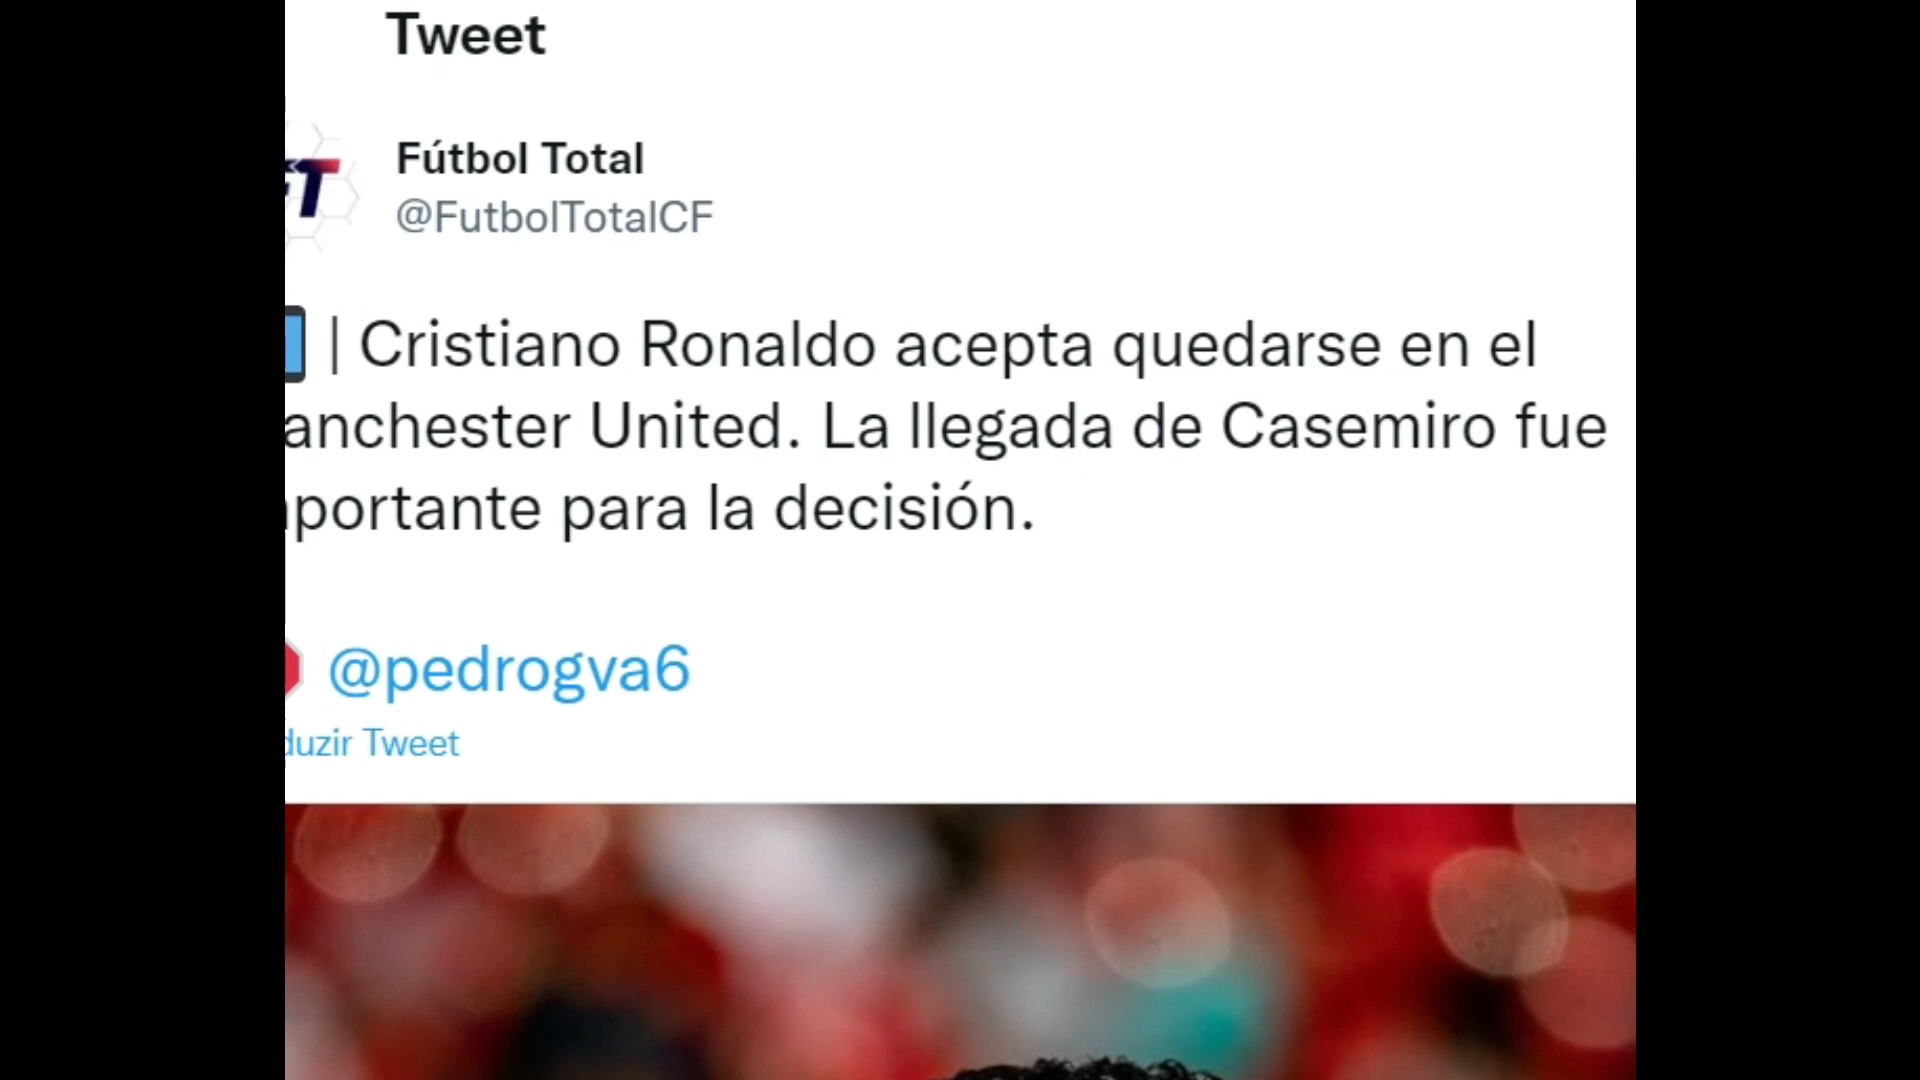 Tweet
Fútbol Total
@FutbolTotalCF
| Cristiano Ronaldo acepta quedarse en el
anchester United. La llegada de Casemiro fue
portante para la decisión.
@pedrogva6
duzir Tweet